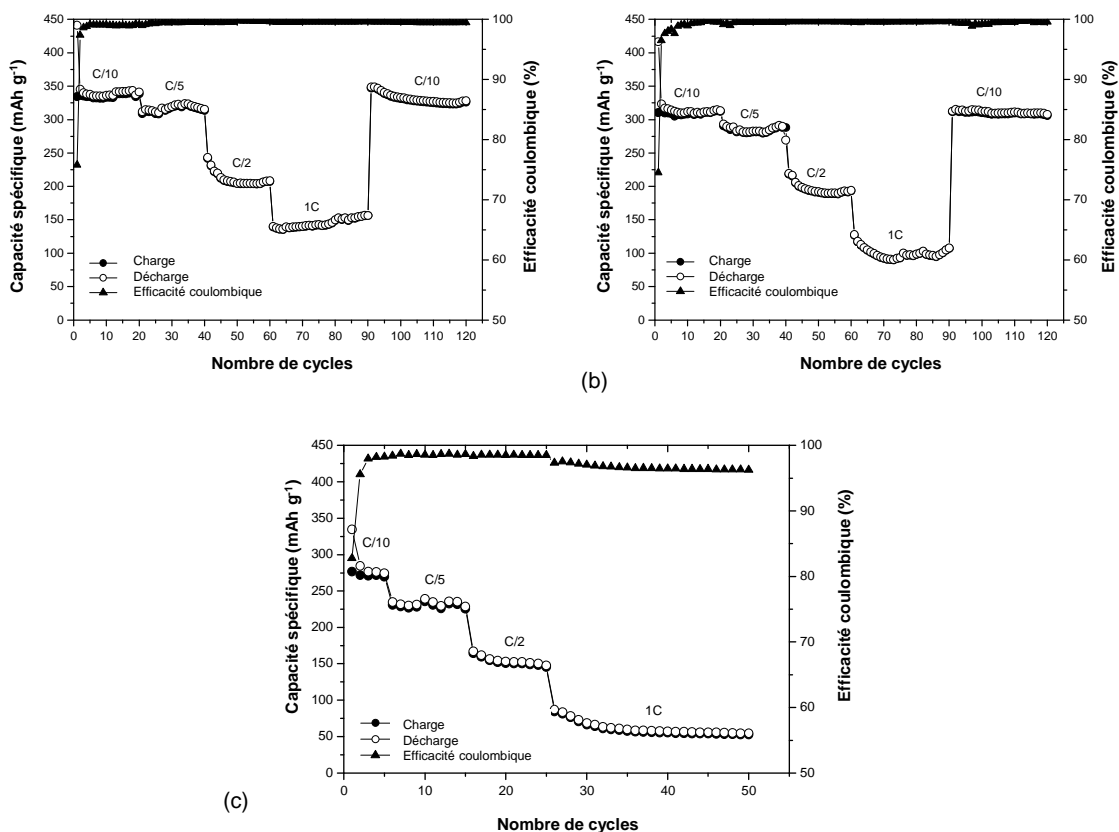 450
400
350
300
250
200
150
100
50
0
Capacité spécifique (mAh g⁻¹)
C/10
C/5
C/2
1C
C/10
Charge
Décharge
Efficacité coulombique
100
90
80
70
60
50
Efficacité coulombique (%)
0 10 20 30 40 50 60 70 80 90 100 110 120
Nombre de cycles
450
400
350
300
250
200
150
100
50
0
Capacité spécifique (mAh g⁻¹)
C/10
C/5
C/2
1C
C/10
Charge
Décharge
Efficacité coulombique
100
90
80
70
60
50
Efficacité coulombique (%)
0 10 20 30 40 50 60 70 80 90 100 110 120
Nombre de cycles
(b)
450
400
350
300
250
200
150
100
50
0
Capacité spécifique (mAh g⁻¹)
C/10
C/5
C/2
1C
Charge
Décharge
Efficacité coulombique
100
90
80
70
60
50
Efficacité coulombique (%)
0 10 20 30 40 50
Nombre de cycles
(c)